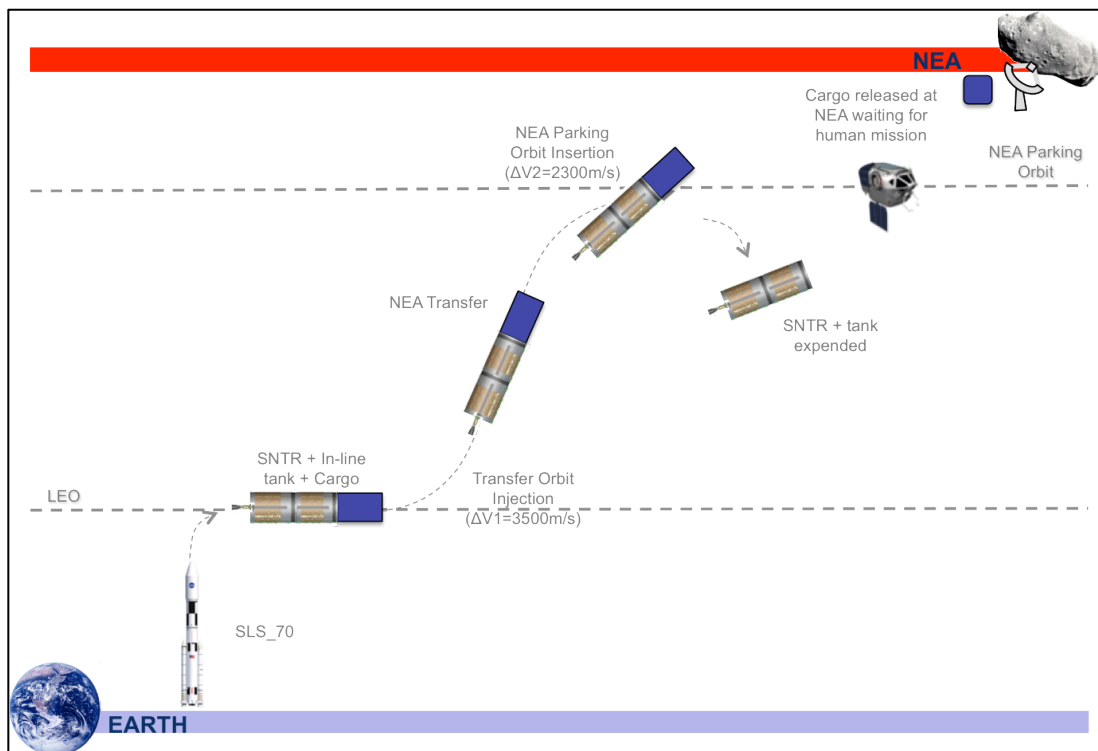 NEA
Cargo released at
NEA waiting for
human mission
NEA Parking
Orbit Insertion
(ΔV2=2300m/s)
NEA Parking
Orbit
NEA Transfer
SNTR + tank
expended
SNTR + In-line
tank + Cargo
LEO
Transfer Orbit
Injection
(ΔV1=3500m/s)
SLS_70
EARTH